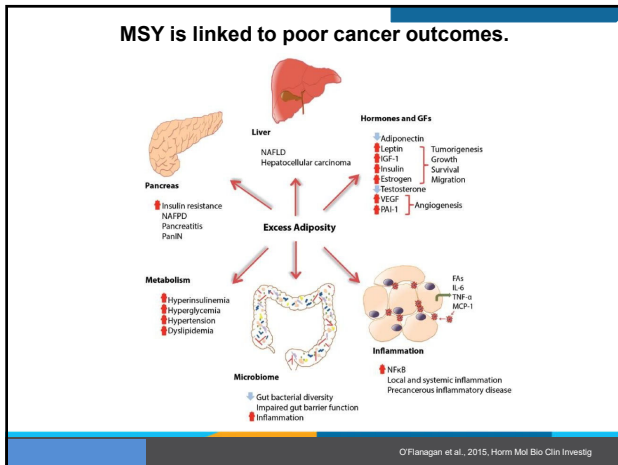 MSY is linked to poor cancer outcomes.
Liver
NAFLD
Hepatocellular carcinoma
Hormones and GFs
Adiponectin
Leptin
IGF-1
Insulin
Estrogen
Testosterone
VEGF
PAI-1
Tumorigenesis
Growth
Survival
Migration
Angiogenesis
Pancreas
Insulin resistance
NAFPD
Pancreatitis
PanIN
Excess Adiposity
Metabolism
Hyperinsulinemia
Hyperglycemia
Hypertension
Dyslipidemia
Microbiome
Gut bacterial diversity
Impaired gut barrier function
Inflammation
FAs
IL-6
TNF-α
MCP-1
Inflammation
NFκB
Local and systemic inflammation
Precancerous inflammatory disease
O'Flanagan et al., 2015, Horm Mol Bio Clin Investig